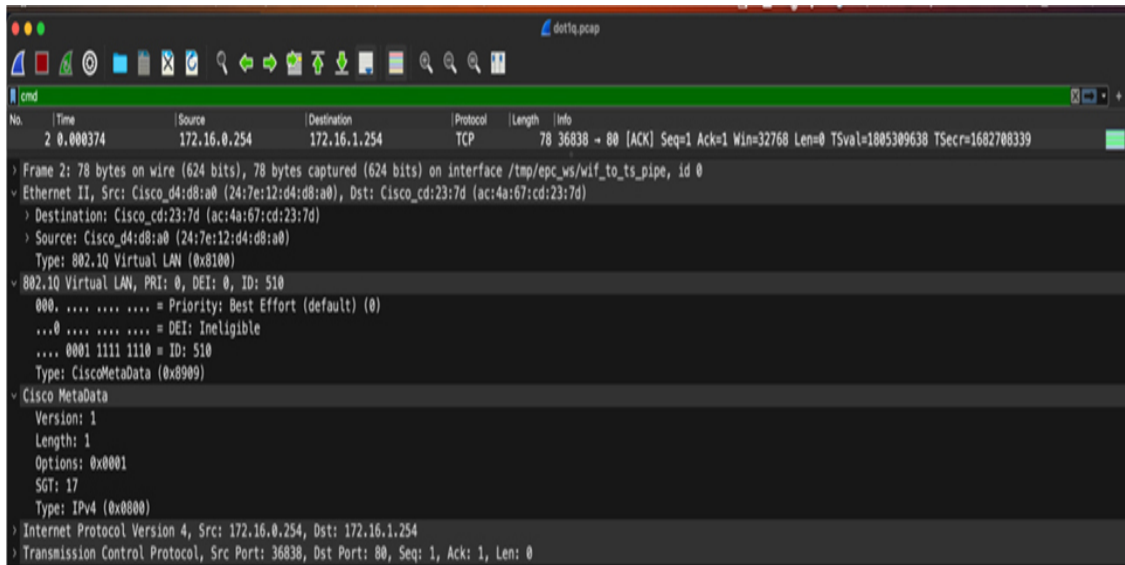 dot1q.pcap
cmd
No. Time Source Destination Protocol Length Info
2 0.000374 172.16.0.254 172.16.1.254 TCP 78 36838 → 80 [ACK] Seq=1 Ack=1 Win=32768 Len=0 TSval=1805309638 TSecr=1682708339
Frame 2: 78 bytes on wire (624 bits), 78 bytes captured (624 bits) on interface /tmp/epc_ws/wif_to_ts_pipe, id 0
Ethernet II, Src: Cisco_d4:d8:a0 (24:7e:12:d4:d8:a0), Dst: Cisco_cd:23:7d (ac:4a:67:cd:23:7d)
Destination: Cisco_cd:23:7d (ac:4a:67:cd:23:7d)
Source: Cisco_d4:d8:a0 (24:7e:12:d4:d8:a0)
Type: 802.1Q Virtual LAN (0x8100)
802.1Q Virtual LAN, PRI: 0, DEI: 0, ID: 510
000. .... .... .... = Priority: Best Effort (default) (0)
...0 .... .... .... = DEI: Ineligible
.... 0001 1111 1110 = ID: 510
Type: CiscoMetaData (0x8909)
Cisco MetaData
Version: 1
Length: 1
Options: 0x0001
SGT: 17
Type: IPv4 (0x0800)
Internet Protocol Version 4, Src: 172.16.0.254, Dst: 172.16.1.254
Transmission Control Protocol, Src Port: 36838, Dst Port: 80, Seq: 1, Ack: 1, Len: 0